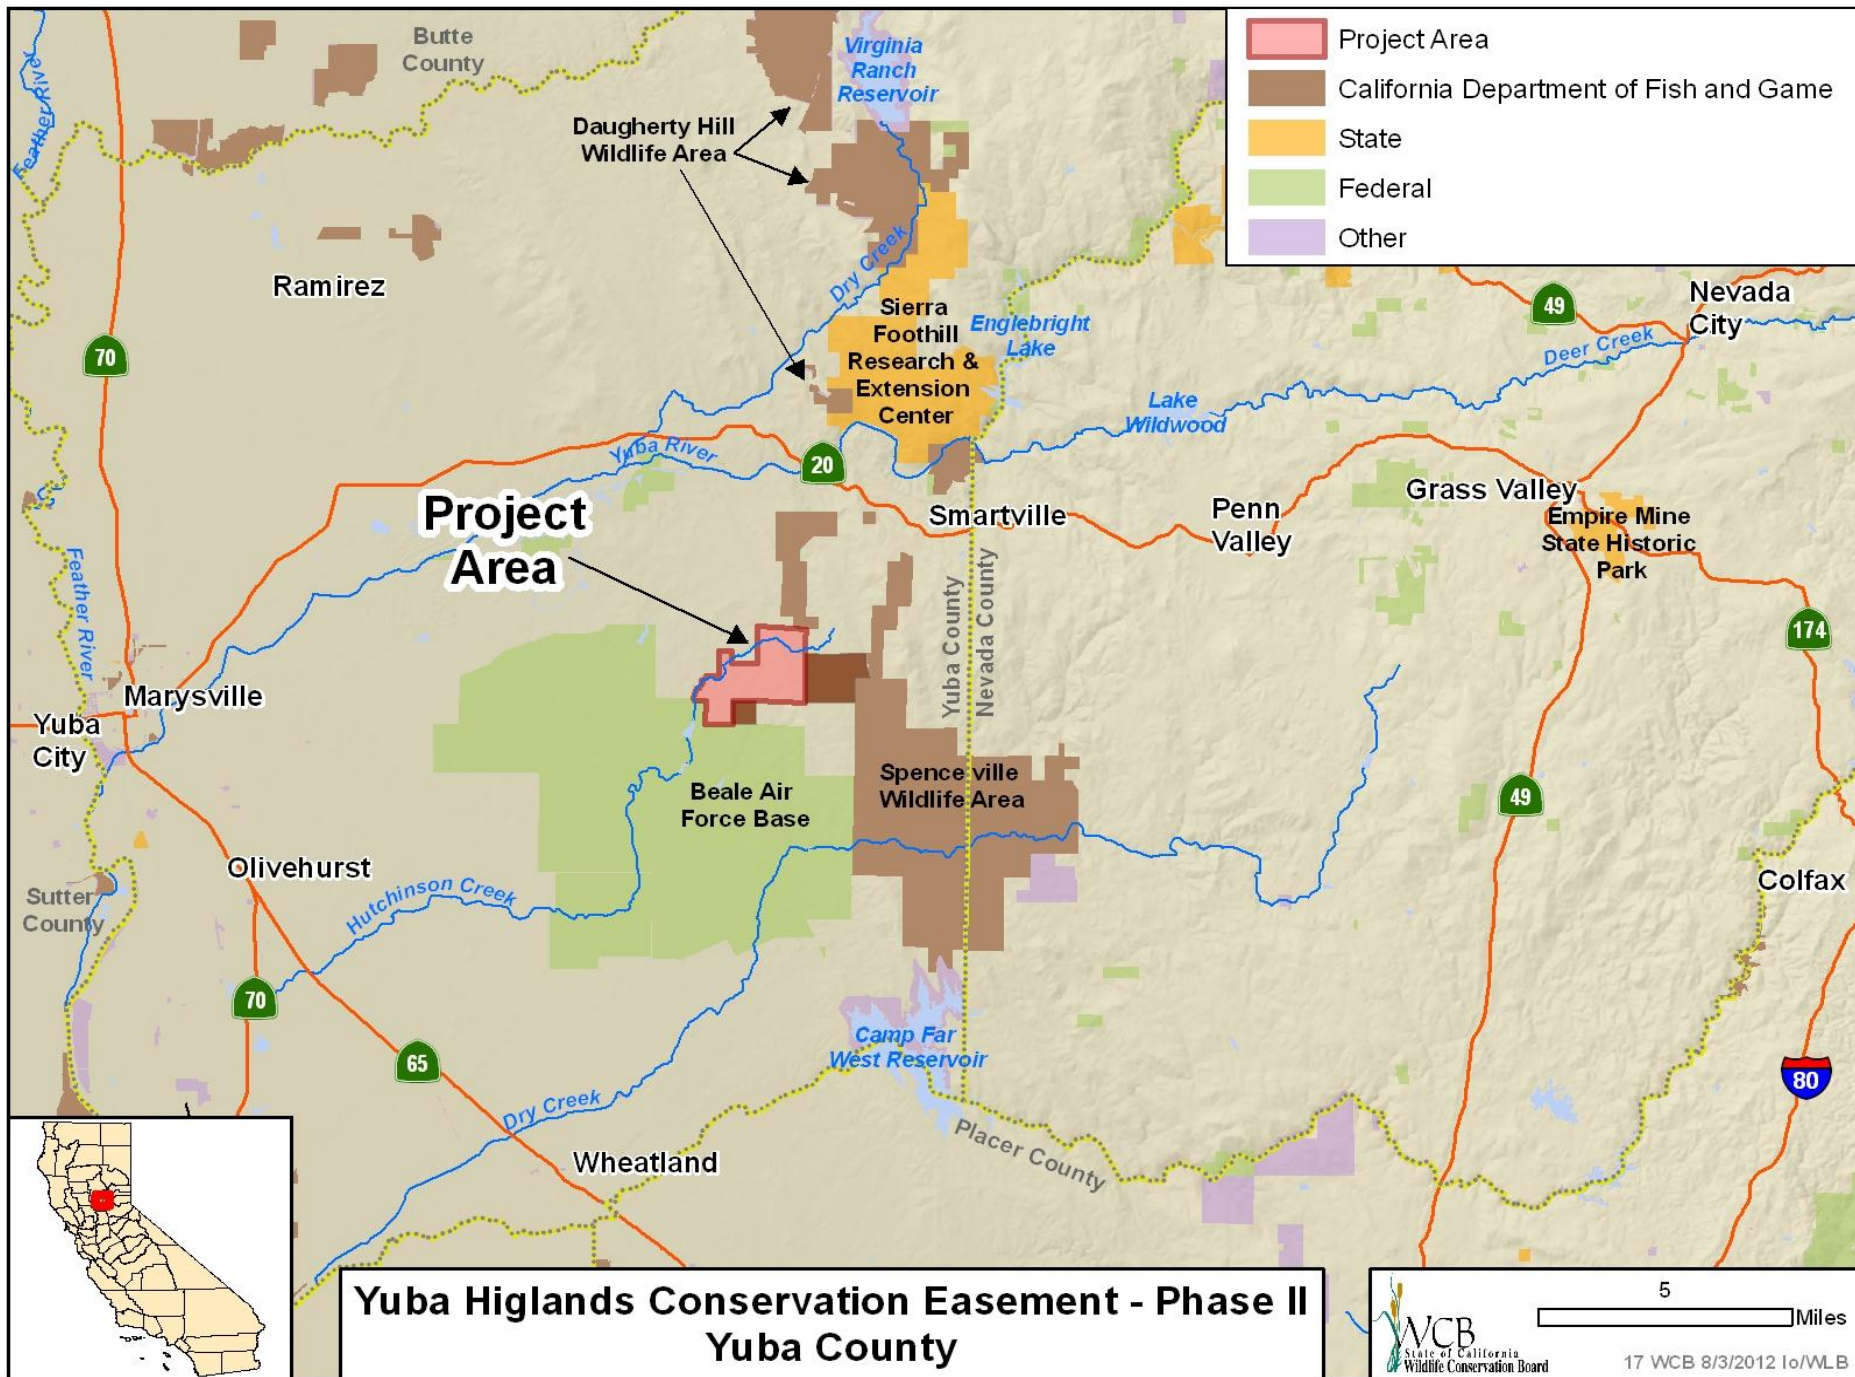 Butte
County
Feather River
Virginia
Ranch
Reservoir
Project Area
California Department of Fish and Game
State
Federal
Other
Daugherty Hill
Wildlife Area
Dry Creek
Ramirez
Sierra
Foothill
Research &
Extension
Center
Englebright
Lake
49
Nevada
City
Deer Creek
70
Lake
Wildwood
Yuba River
20
Project
Area
Smartville
Penn
Valley
Grass Valley
Empire Mine
State Historic
Park
Feather River
Yuba County
Nevada County
174
Marysville
Yuba
City
Beale Air
Force Base
Spenceville
Wildlife Area
49
Olivehurst
Hutchinson Creek
Sutter
County
Colfax
70
65
Camp Far
West Reservoir
80
Dry Creek
Placer County
Wheatland
Yuba Higlands Conservation Easement - Phase II
Yuba County
5
Miles
WCB
State of California
Wildlife Conservation Board
17 WCB 8/3/2012 lo/WLB